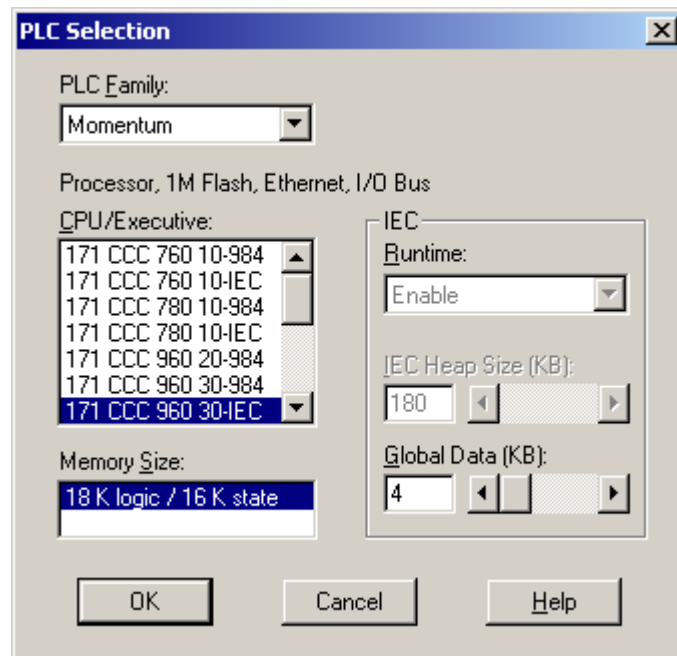 PLC Selection
PLC Family:
Momentum
Processor, 1M Flash, Ethernet, I/O Bus
CPU/Executive:
171 CCC 760 10-984
171 CCC 760 10-IEC
171 CCC 780 10-984
171 CCC 780 10-IEC
171 CCC 960 20-984
171 CCC 960 30-984
171 CCC 960 30-IEC
Memory Size:
18 K logic / 16 K state
IEC
Runtime:
Enable
IEC Heap Size (KB):
180
Global Data (KB):
4
OK
Cancel
Help